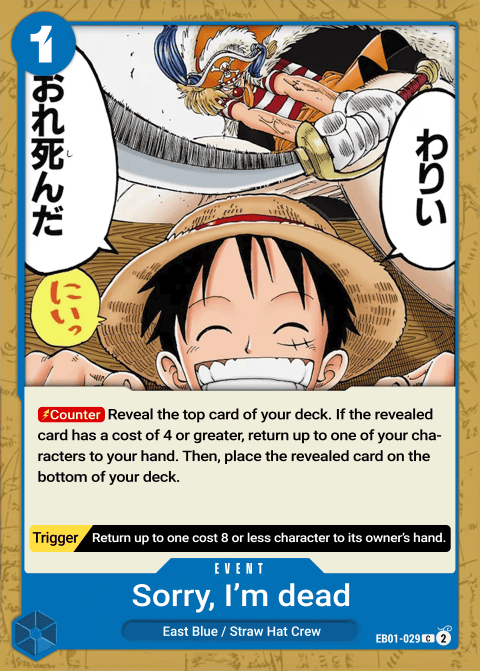 1
わりい
おれ死んだ
し
にいっ
⚡Counter Reveal the top card of your deck. If the revealed
card has a cost of 4 or greater, return up to one of your cha-
racters to your hand. Then, place the revealed card on the
bottom of your deck.
Trigger Return up to one cost 8 or less character to its owner's hand.
EVENT
Sorry, I'm dead
East Blue / Straw Hat Crew
EB01-029 C 2